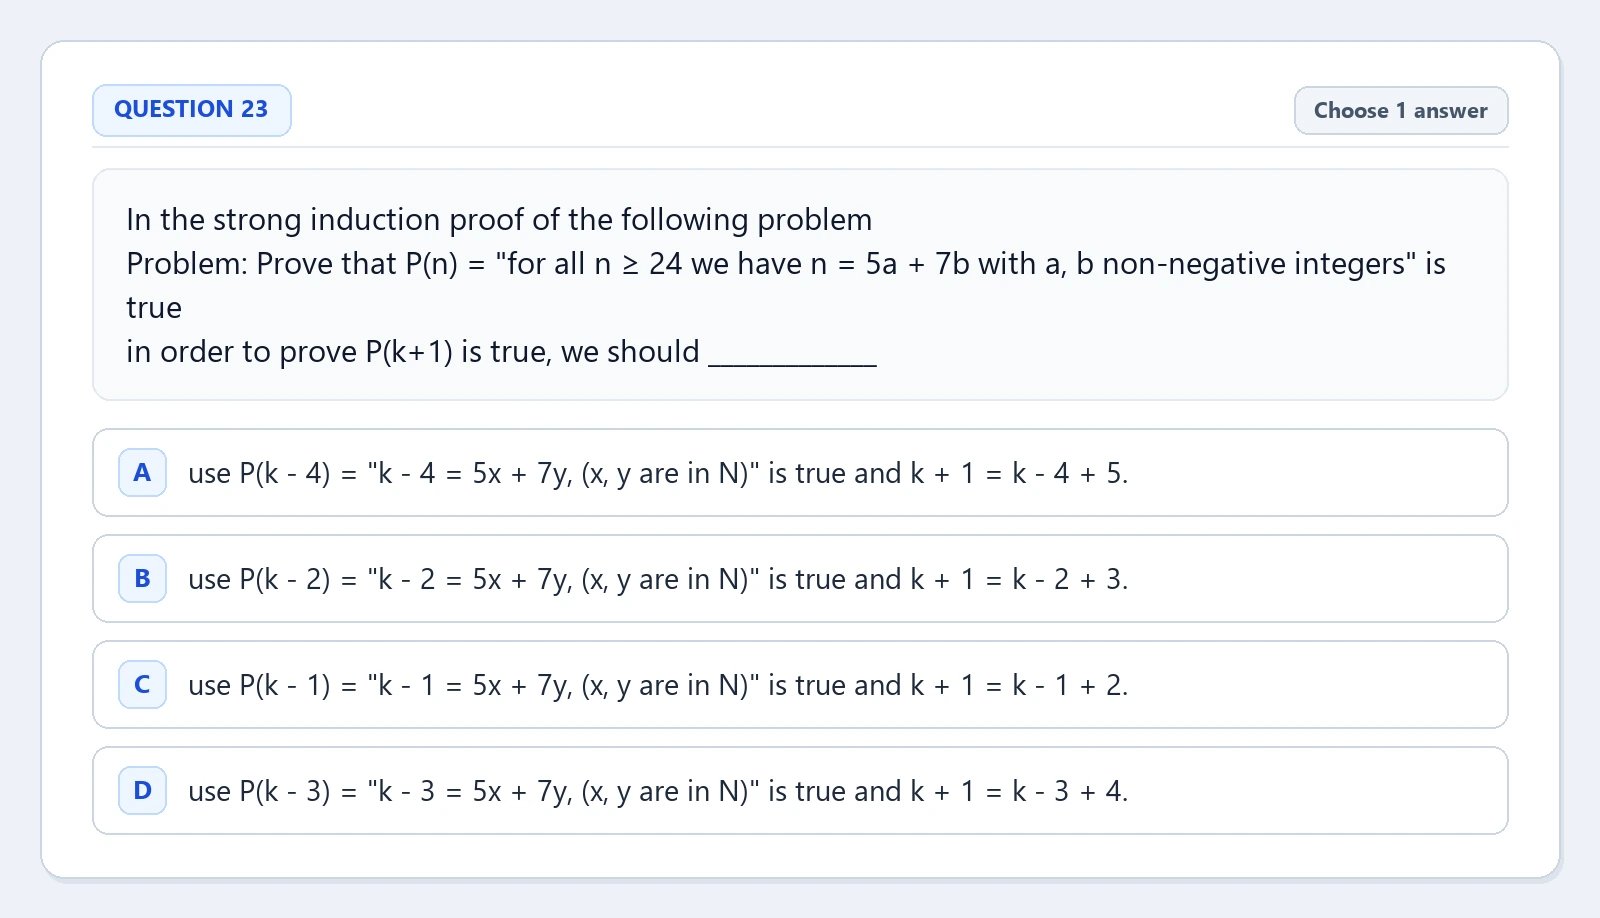 QUESTION 23
Choose 1 answer
In the strong induction proof of the following problem
Problem: Prove that P(n) = "for all n ≥ 24 we have n = 5a + 7b with a, b non-negative integers" is
true
in order to prove P(k+1) is true, we should _____________
A use P(k - 4) = "k - 4 = 5x + 7y, (x, y are in N)" is true and k + 1 = k - 4 + 5.
B use P(k - 2) = "k - 2 = 5x + 7y, (x, y are in N)" is true and k + 1 = k - 2 + 3.
C use P(k - 1) = "k - 1 = 5x + 7y, (x, y are in N)" is true and k + 1 = k - 1 + 2.
D use P(k - 3) = "k - 3 = 5x + 7y, (x, y are in N)" is true and k + 1 = k - 3 + 4.